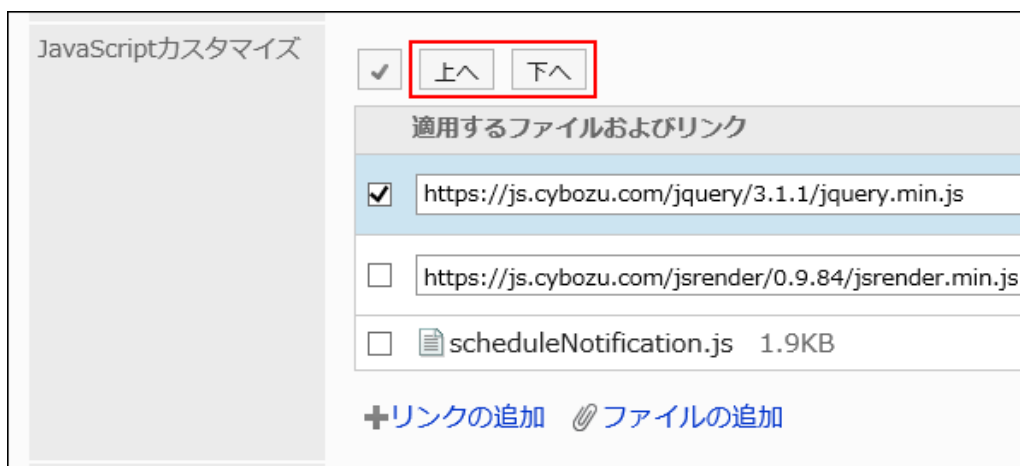 JavaScriptカスタマイズ
上へ 下へ
適用するファイルおよびリンク
https://js.cybozu.com/jquery/3.1.1/jquery.min.js
https://js.cybozu.com/jsrender/0.9.84/jsrender.min.js
scheduleNotification.js 1.9KB
リンクの追加 ファイルの追加